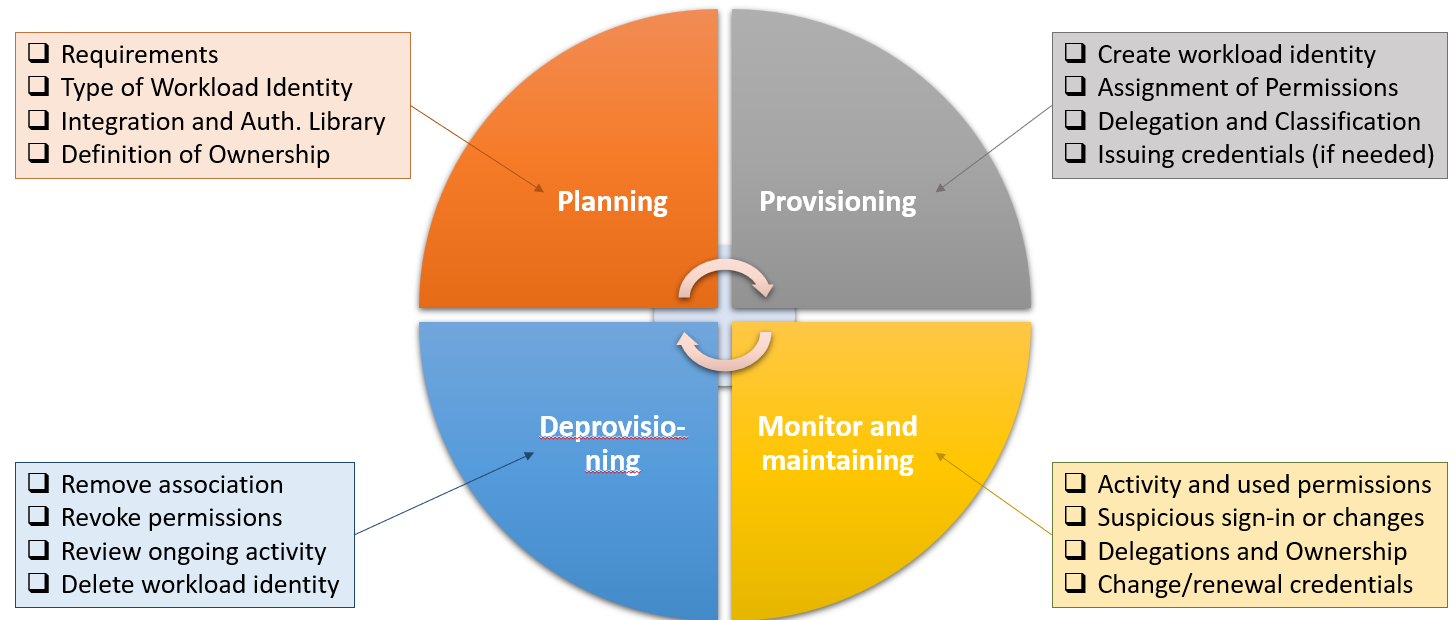 Requirements
Type of Workload Identity
Integration and Auth. Library
Definition of Ownership
Planning
Provisioning
Create workload identity
Assignment of Permissions
Delegation and Classification
Issuing credentials (if needed)
Deprovisio-
ning
Monitor and
maintaining
Remove association
Revoke permissions
Review ongoing activity
Delete workload identity
Activity and used permissions
Suspicious sign-in or changes
Delegations and Ownership
Change/renewal credentials